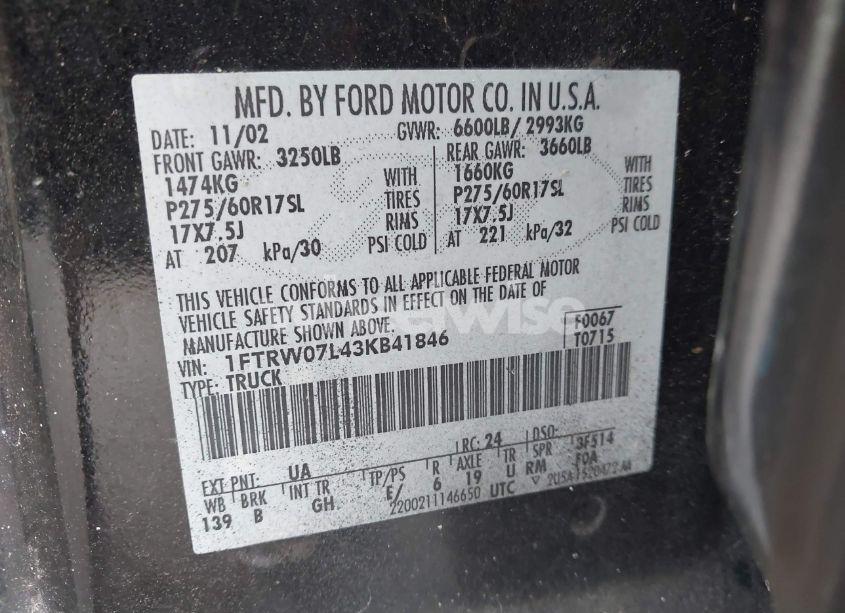 MFD. BY FORD MOTOR CO. IN U.S.A.
DATE: 11/02 GVWR: 6600LB/ 2993KG
FRONT GAWR: 3250LB REAR GAWR: 3660LB
1474KG WITH 1660KG WITH
P275/60R17SL TIRES P275/60R17SL TIRES
17X7.5J RIMS 17X7.5J RIMS
AT 207 kPa/30 PSI COLD AT 221 kPa/32 PSI COLD
THIS VEHICLE CONFORMS TO ALL APPLICABLE FEDERAL MOTOR
VEHICLE SAFETY STANDARDS IN EFFECT ON THE DATE OF
MANUFACTURE SHOWN ABOVE.
VIN: 1FTRW07L43KB41846 F0067
TYPE: TRUCK T0715
EXT PNT: UA RC: 24 DSO:
WB BRK INT TR TP/PS R AXLE TR SPR 3F514
139 B GH E/ 6 19 U RM FOA
2200211146650 UTC